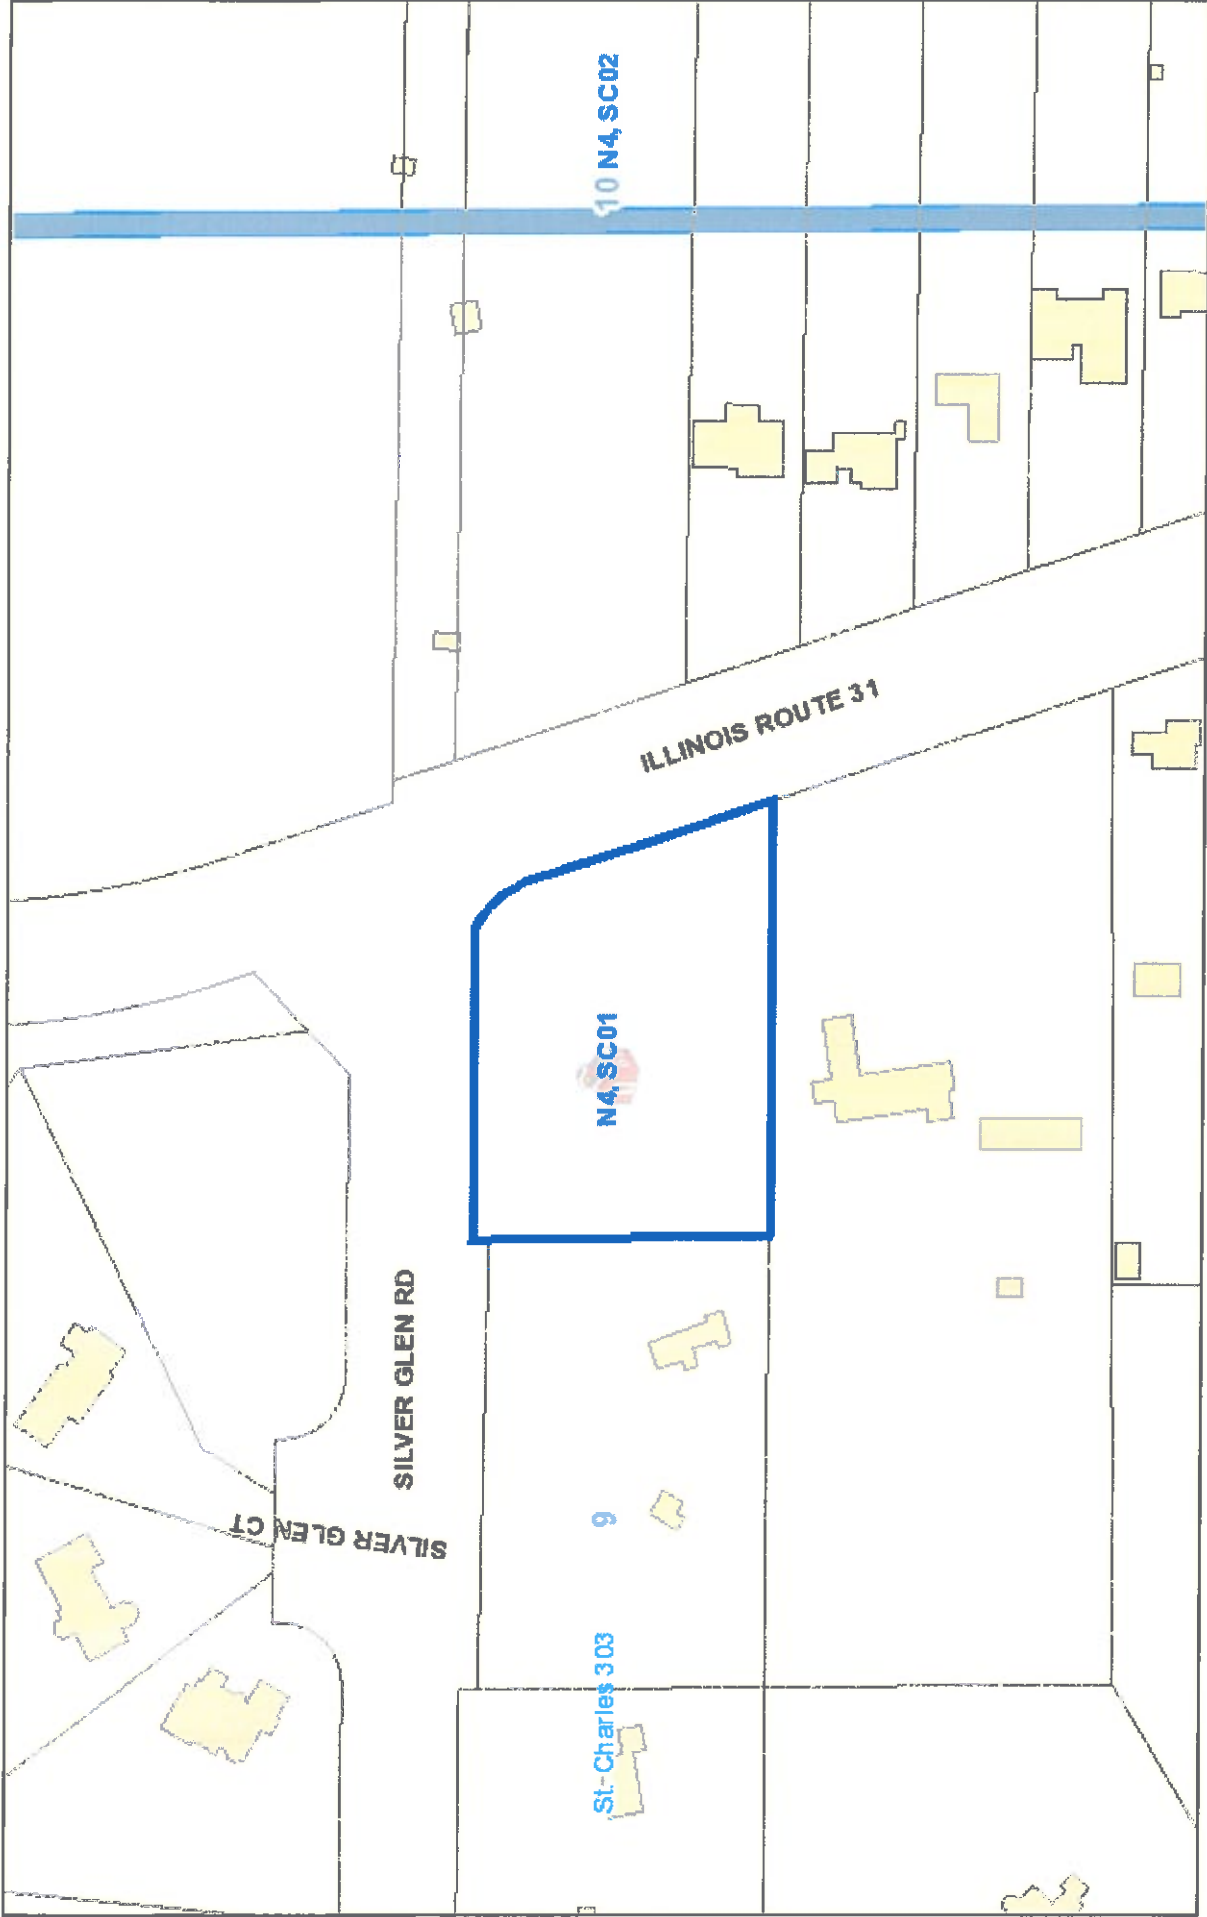 10 N4, SC02
ILLINOIS ROUTE 31
N4, SC01
SILVER GLEN RD
SILVER GLEN CT
9
St. Charles 303